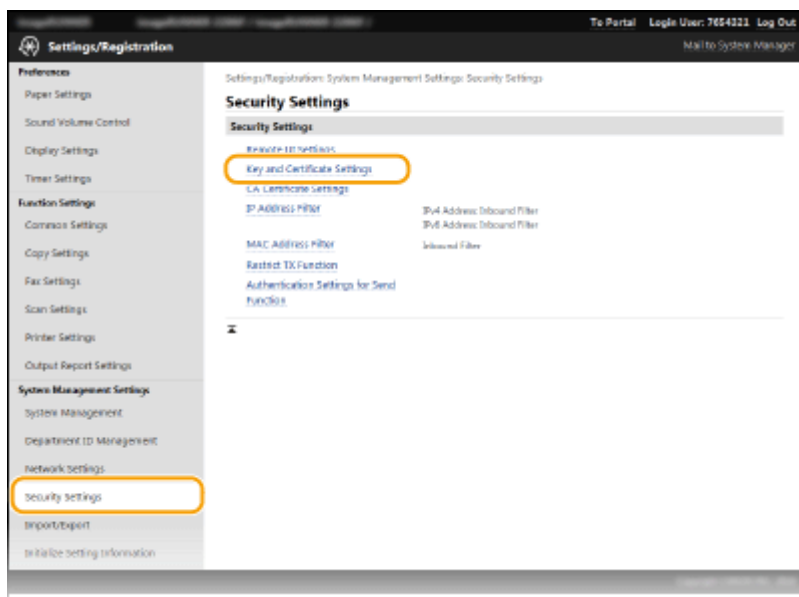 To Portal Login User: 7654321 Log Out
Settings/Registration
Mail to System Manager
Preferences
Paper Settings
Sound Volume Control
Display Settings
Timer Settings
Function Settings
Common Settings
Copy Settings
Fax Settings
Scan Settings
Printer Settings
Output Report Settings
System Management Settings
System Management
Department ID Management
Network Settings
Security Settings
Import/Export
Initialize Setting Information
Settings/Registration: System Management Settings: Security Settings
Security Settings
Security Settings
Remote UI Settings
Key and Certificate Settings
CA Certificate Settings
IP Address Filter
IPv4 Address: Inbound Filter
IPv6 Address: Inbound Filter
MAC Address Filter
Inbound Filter
Restrict TX Function
Authentication Settings for Send
Function